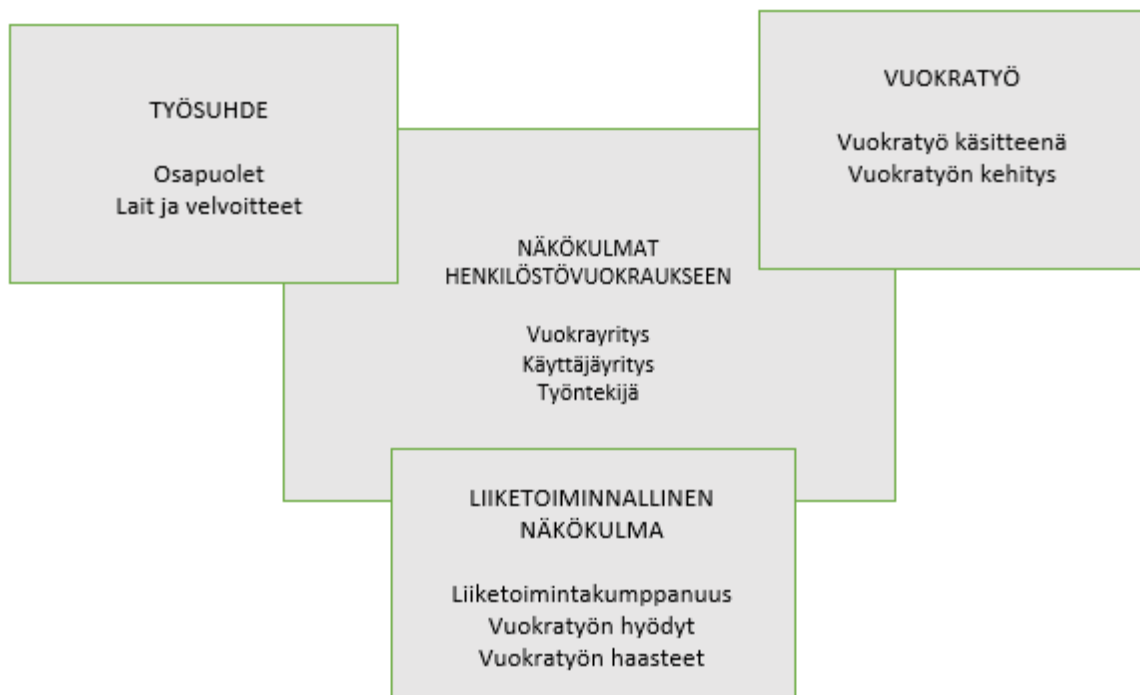 TYÖSUHDE
Osapuolet
Lait ja velvoitteet
VUOKRATYÖ
Vuokratyö käsitteenä
Vuokratyön kehitys
NÄKÖKULMAT
HENKILÖSTÖVUOKRAUKSEEN
Vuokrayritys
Käyttäjäyritys
Työntekijä
LIIKETOIMINNALLINEN
NÄKÖKULMA
Liiketoimintakumppanuus
Vuokratyön hyödyt
Vuokratyön haasteet